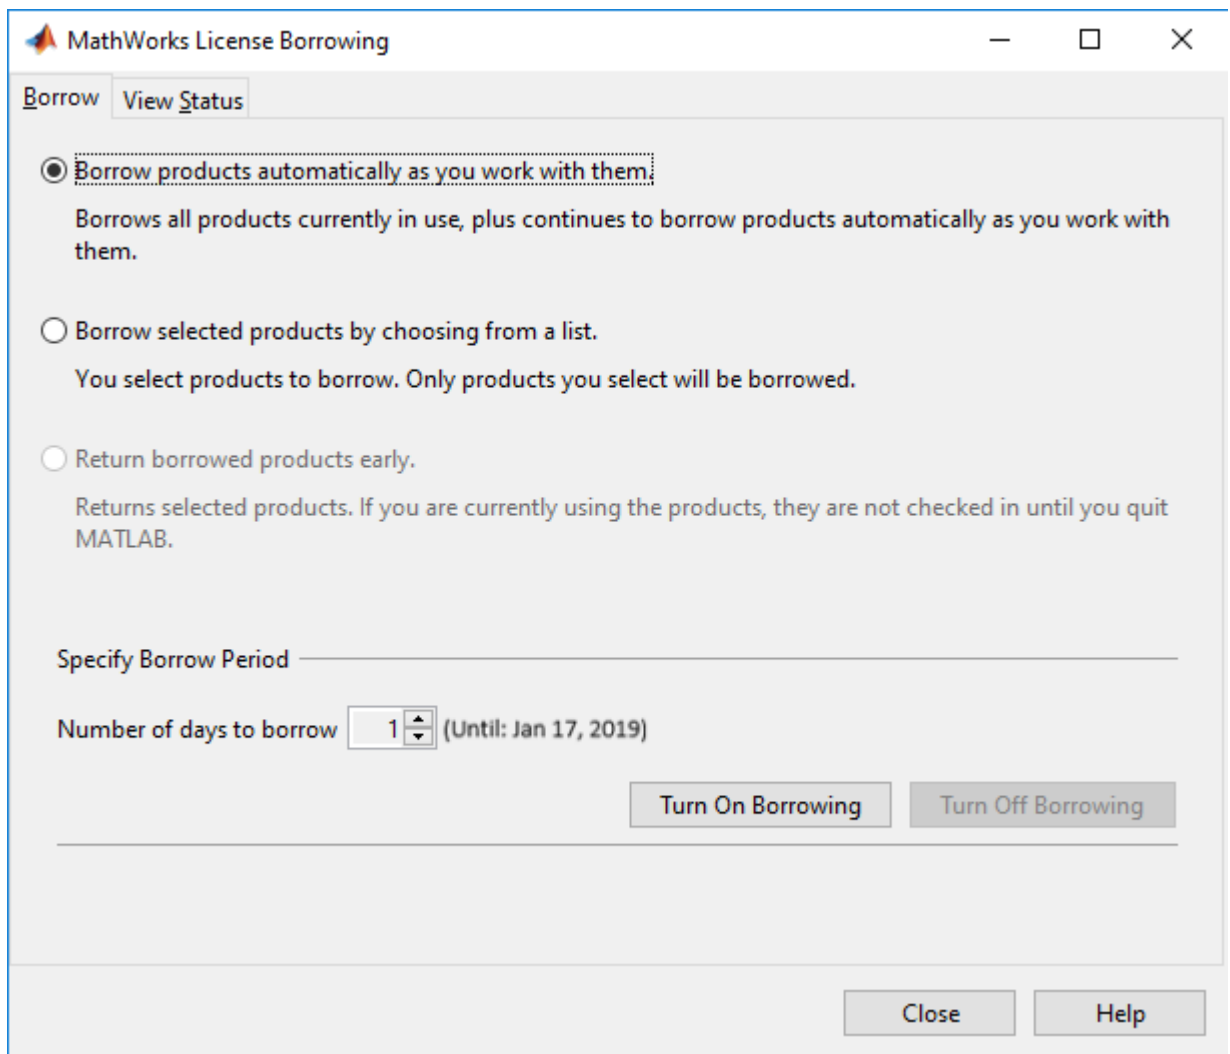 MathWorks License Borrowing
Borrow View Status
Borrow products automatically as you work with them.
Borrows all products currently in use, plus continues to borrow products automatically as you work with
them.
Borrow selected products by choosing from a list.
You select products to borrow. Only products you select will be borrowed.
Return borrowed products early.
Returns selected products. If you are currently using the products, they are not checked in until you quit
MATLAB.
Specify Borrow Period
Number of days to borrow 1 (Until: Jan 17, 2019)
Turn On Borrowing Turn Off Borrowing
Close Help